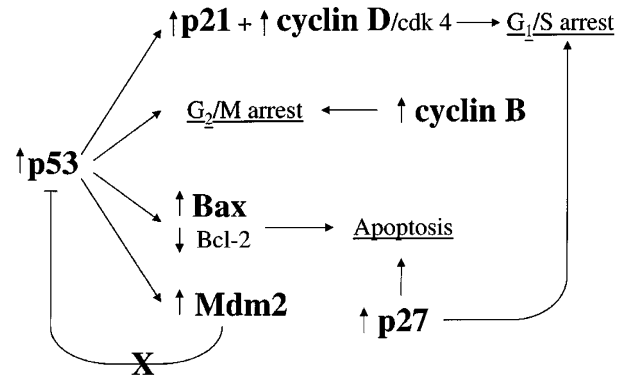 ↑p21 + ↑ cyclin D/cdk 4 → G1/S arrest
G2/M arrest ← ↑ cyclin B
↑p53
↑ Bax
↓ Bcl-2 → Apoptosis
↑ Mdm2 ↑ p27
X